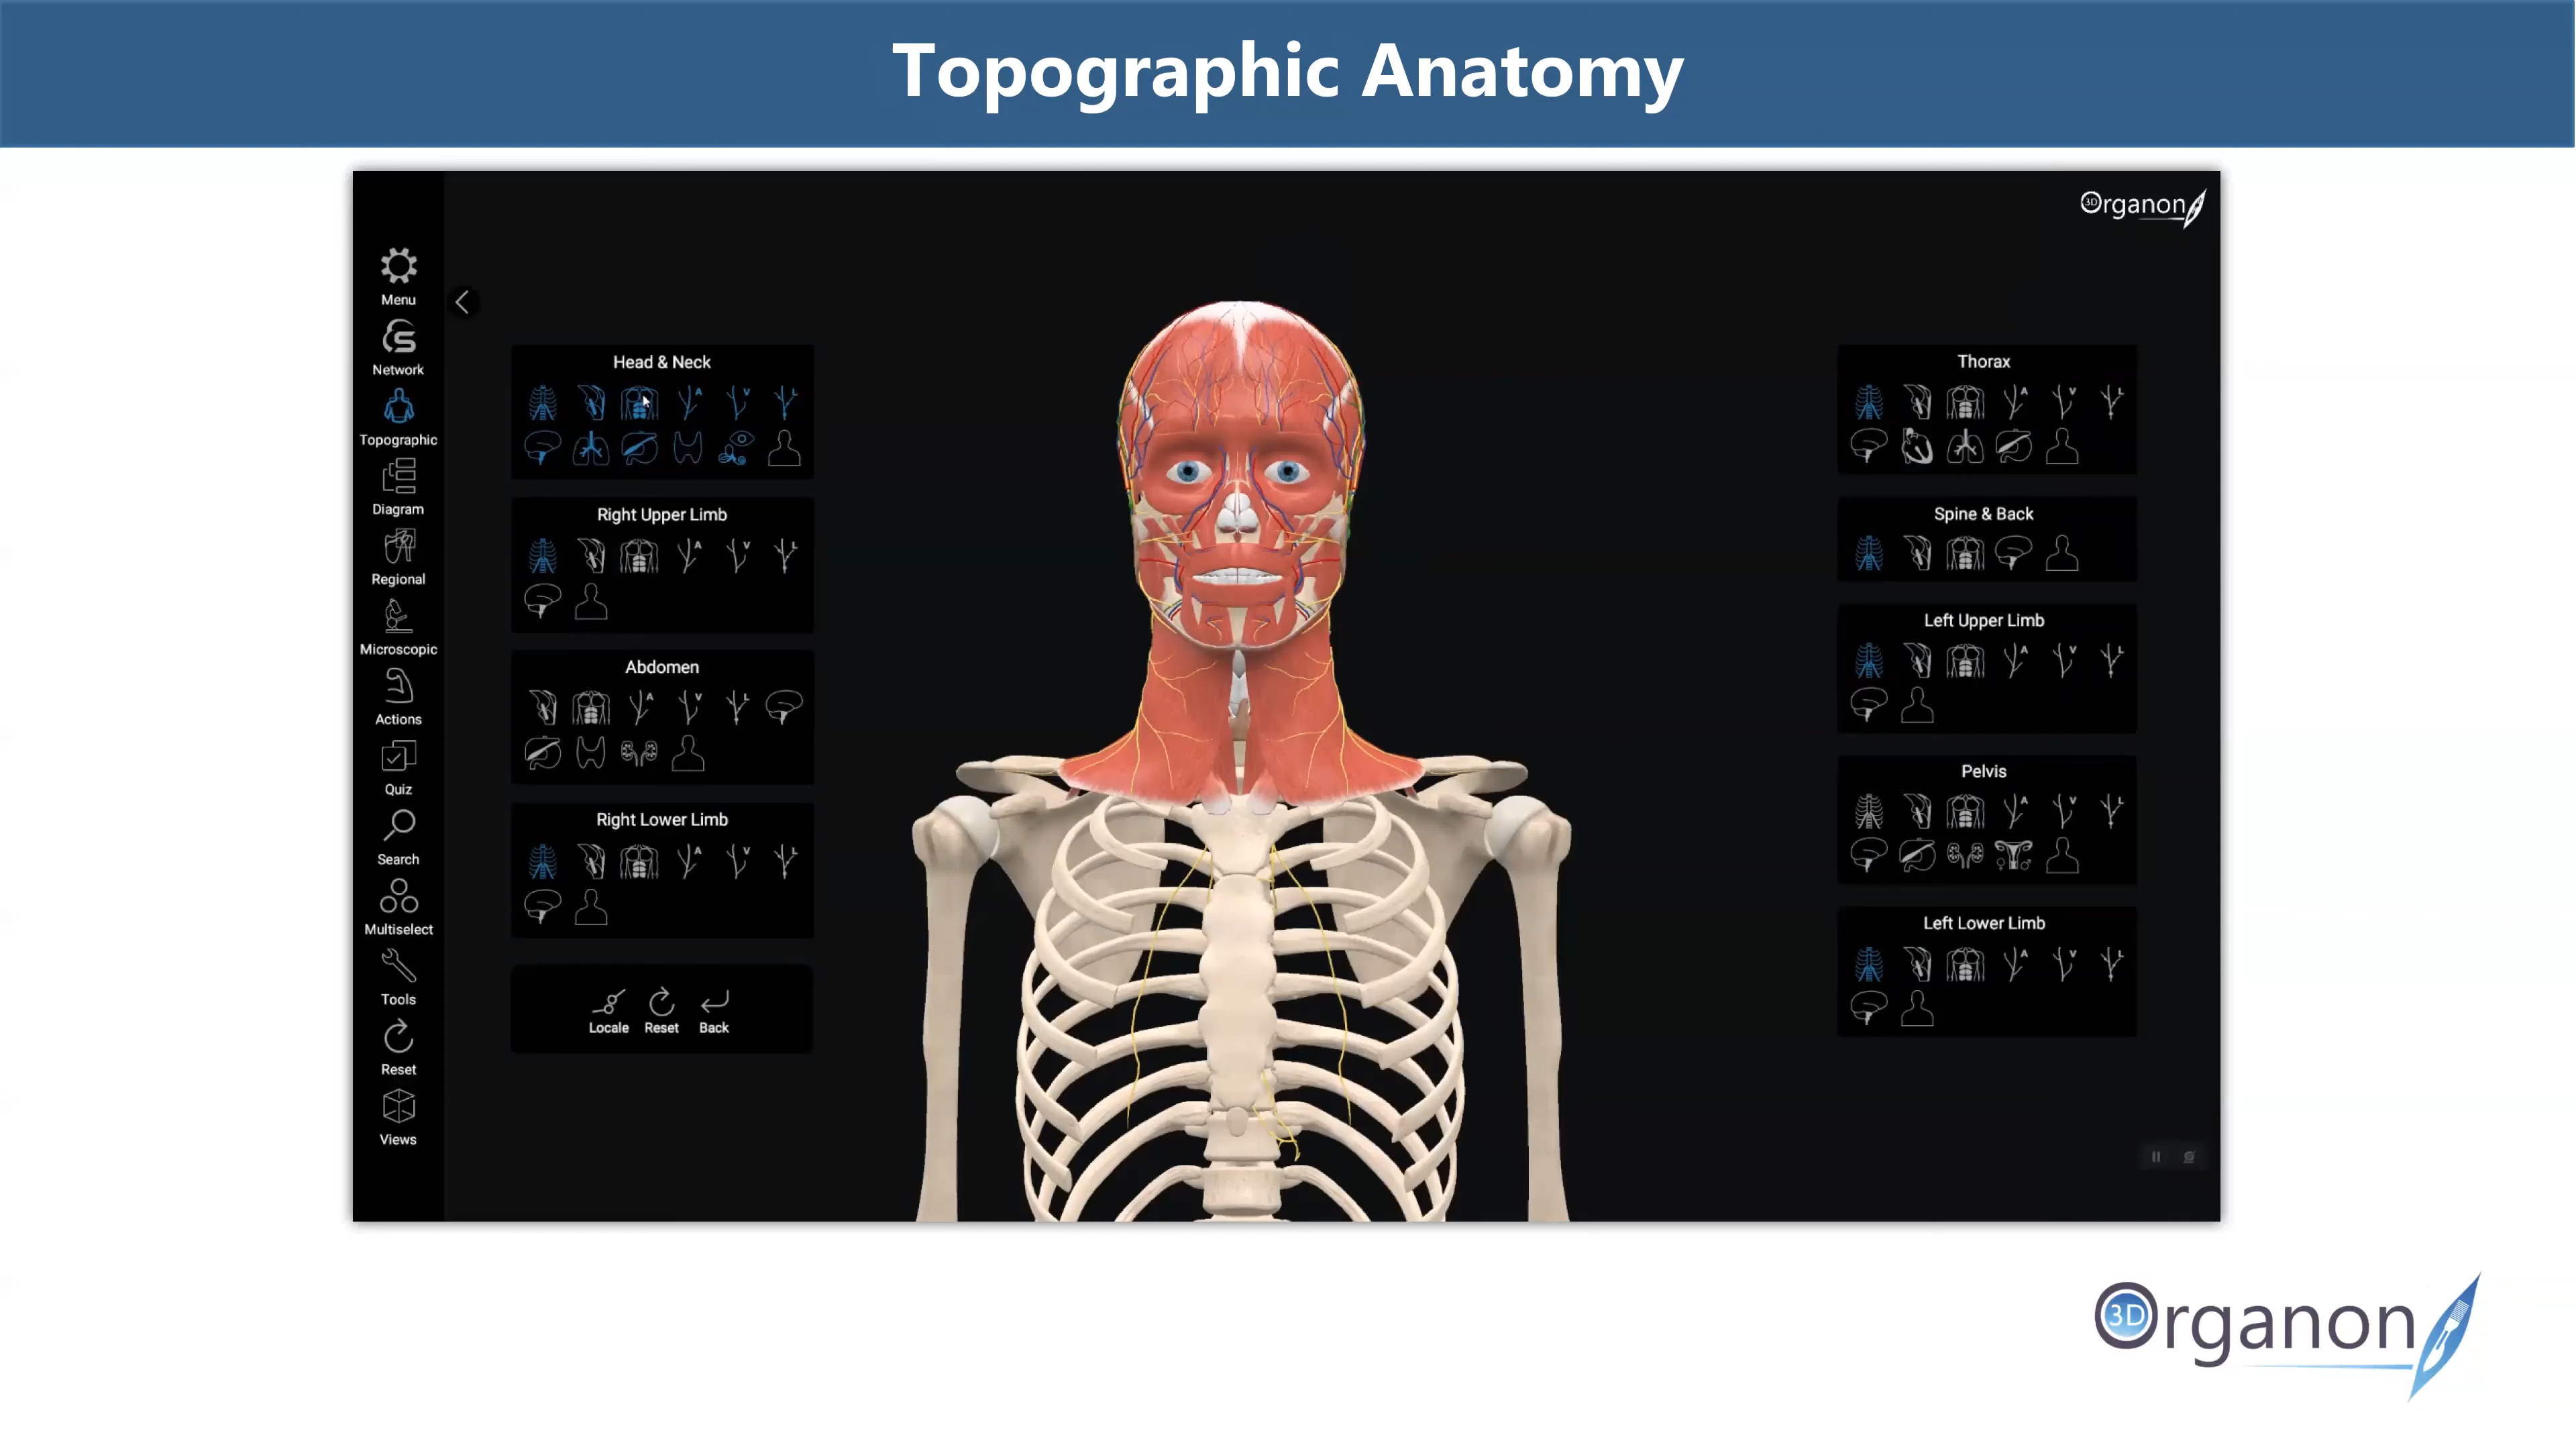 Topographic Anatomy
3D Organon
Menu
Network
Topographic
Diagram
Regional
Microscopic
Actions
Quiz
Search
Multiselect
Tools
Reset
Views
Head & Neck
A V L
Right Upper Limb
A V L
Abdomen
A V L
Right Lower Limb
A V L
Locale Reset Back
Thorax
A V L
Spine & Back
Left Upper Limb
A V L
Pelvis
A V L
Left Lower Limb
A V L
3D Organon